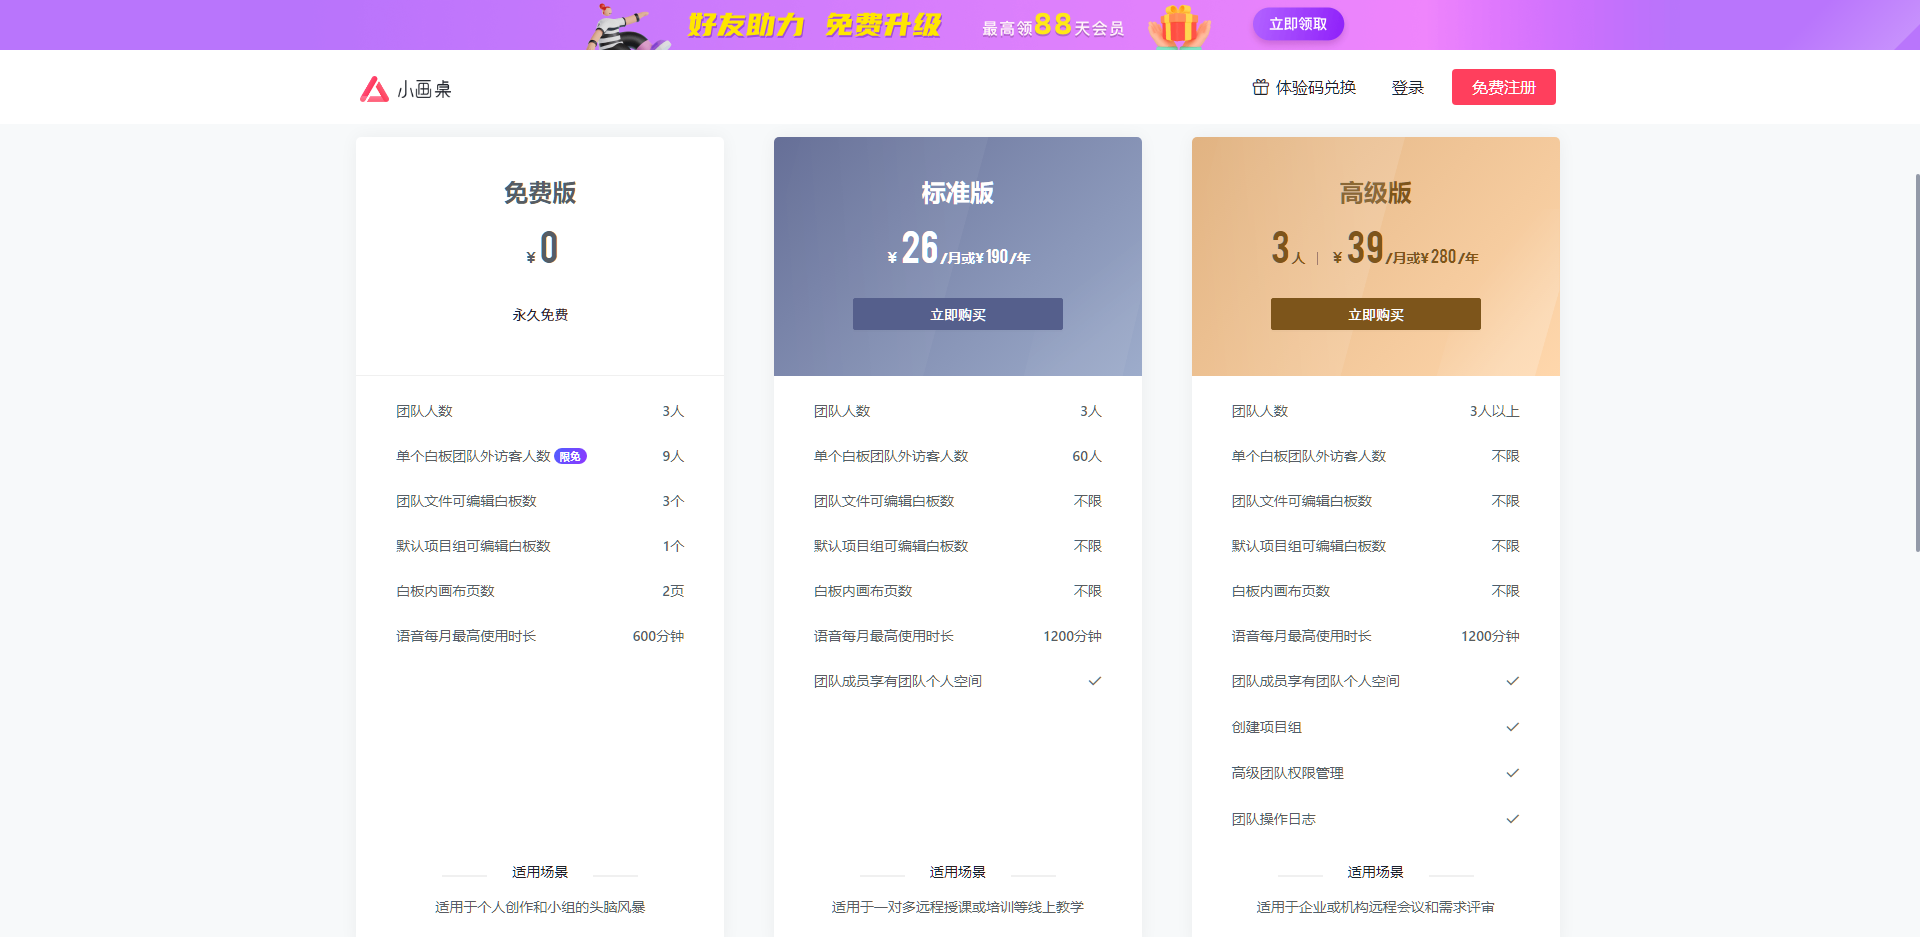 好友助力 免费升级 最高领88天会员 立即领取
小画桌 体验码兑换 登录 免费注册
免费版
¥0
永久免费
团队人数 3人
单个白板团队外访客人数 限免 9人
团队文件可编辑白板数 3个
默认项目组可编辑白板数 1个
白板内画布页数 2页
语音每月最高使用时长 600分钟
适用场景
适用于个人创作和小组的头脑风暴
标准版
¥26/月或¥190/年
立即购买
团队人数 3人
单个白板团队外访客人数 60人
团队文件可编辑白板数 不限
默认项目组可编辑白板数 不限
白板内画布页数 不限
语音每月最高使用时长 1200分钟
团队成员享有团队个人空间 ✓
适用场景
适用于一对多远程授课或培训等线上教学
高级版
3人 | ¥39/月或¥280/年
立即购买
团队人数 3人以上
单个白板团队外访客人数 不限
团队文件可编辑白板数 不限
默认项目组可编辑白板数 不限
白板内画布页数 不限
语音每月最高使用时长 1200分钟
团队成员享有团队个人空间 ✓
创建项目组 ✓
高级团队权限管理 ✓
团队操作日志 ✓
适用场景
适用于企业或机构远程会议和需求评审